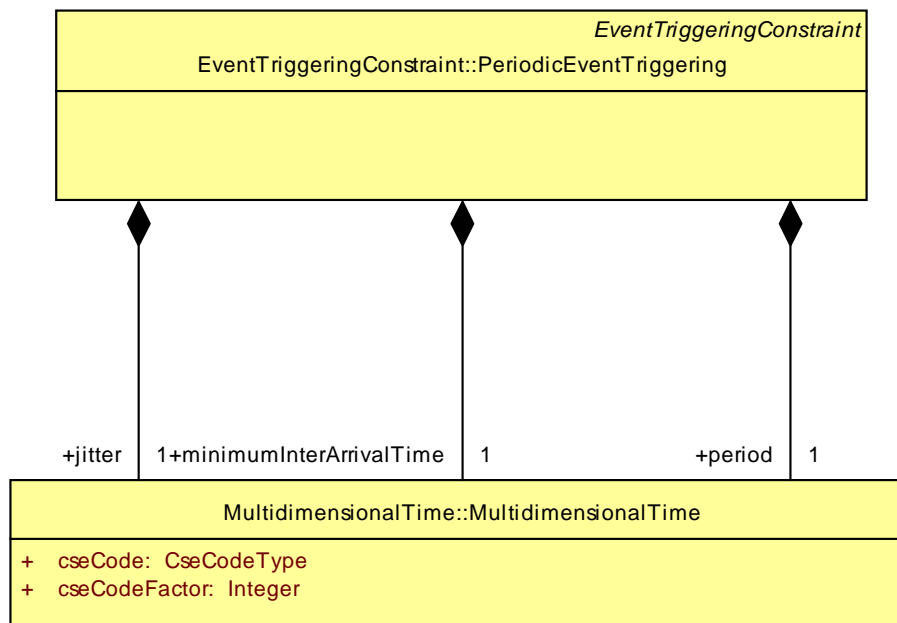 EventTriggeringConstraint
EventTriggeringConstraint::PeriodicEventTriggering
+jitter 1 +minimumInterArrivalTime 1 +period 1
MultidimensionalTime::MultidimensionalTime
+ cseCode: CseCodeType
+ cseCodeFactor: Integer